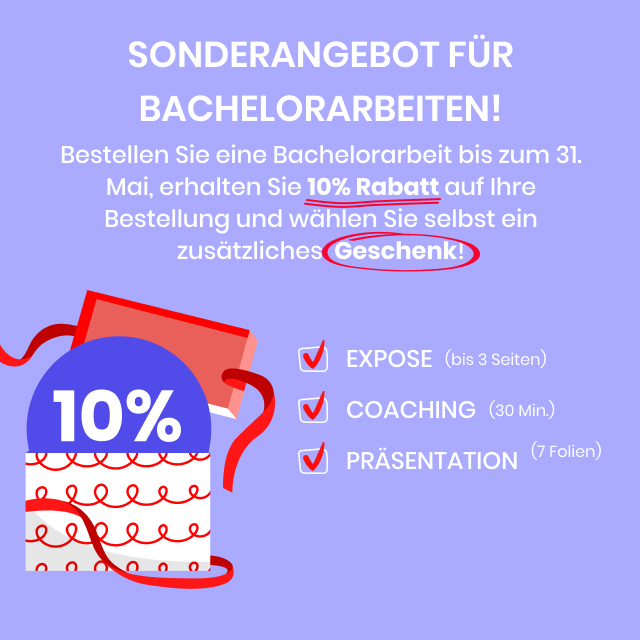 SONDERANGEBOT FÜR
BACHELORARBEITEN!
Bestellen Sie eine Bachelorarbeit bis zum 31.
Mai, erhalten Sie 10% Rabatt auf Ihre
Bestellung und wählen Sie selbst ein
zusätzliches Geschenk!
10%
EXPOSE (bis 3 Seiten)
COACHING (30 Min.)
PRÄSENTATION (7 Folien)